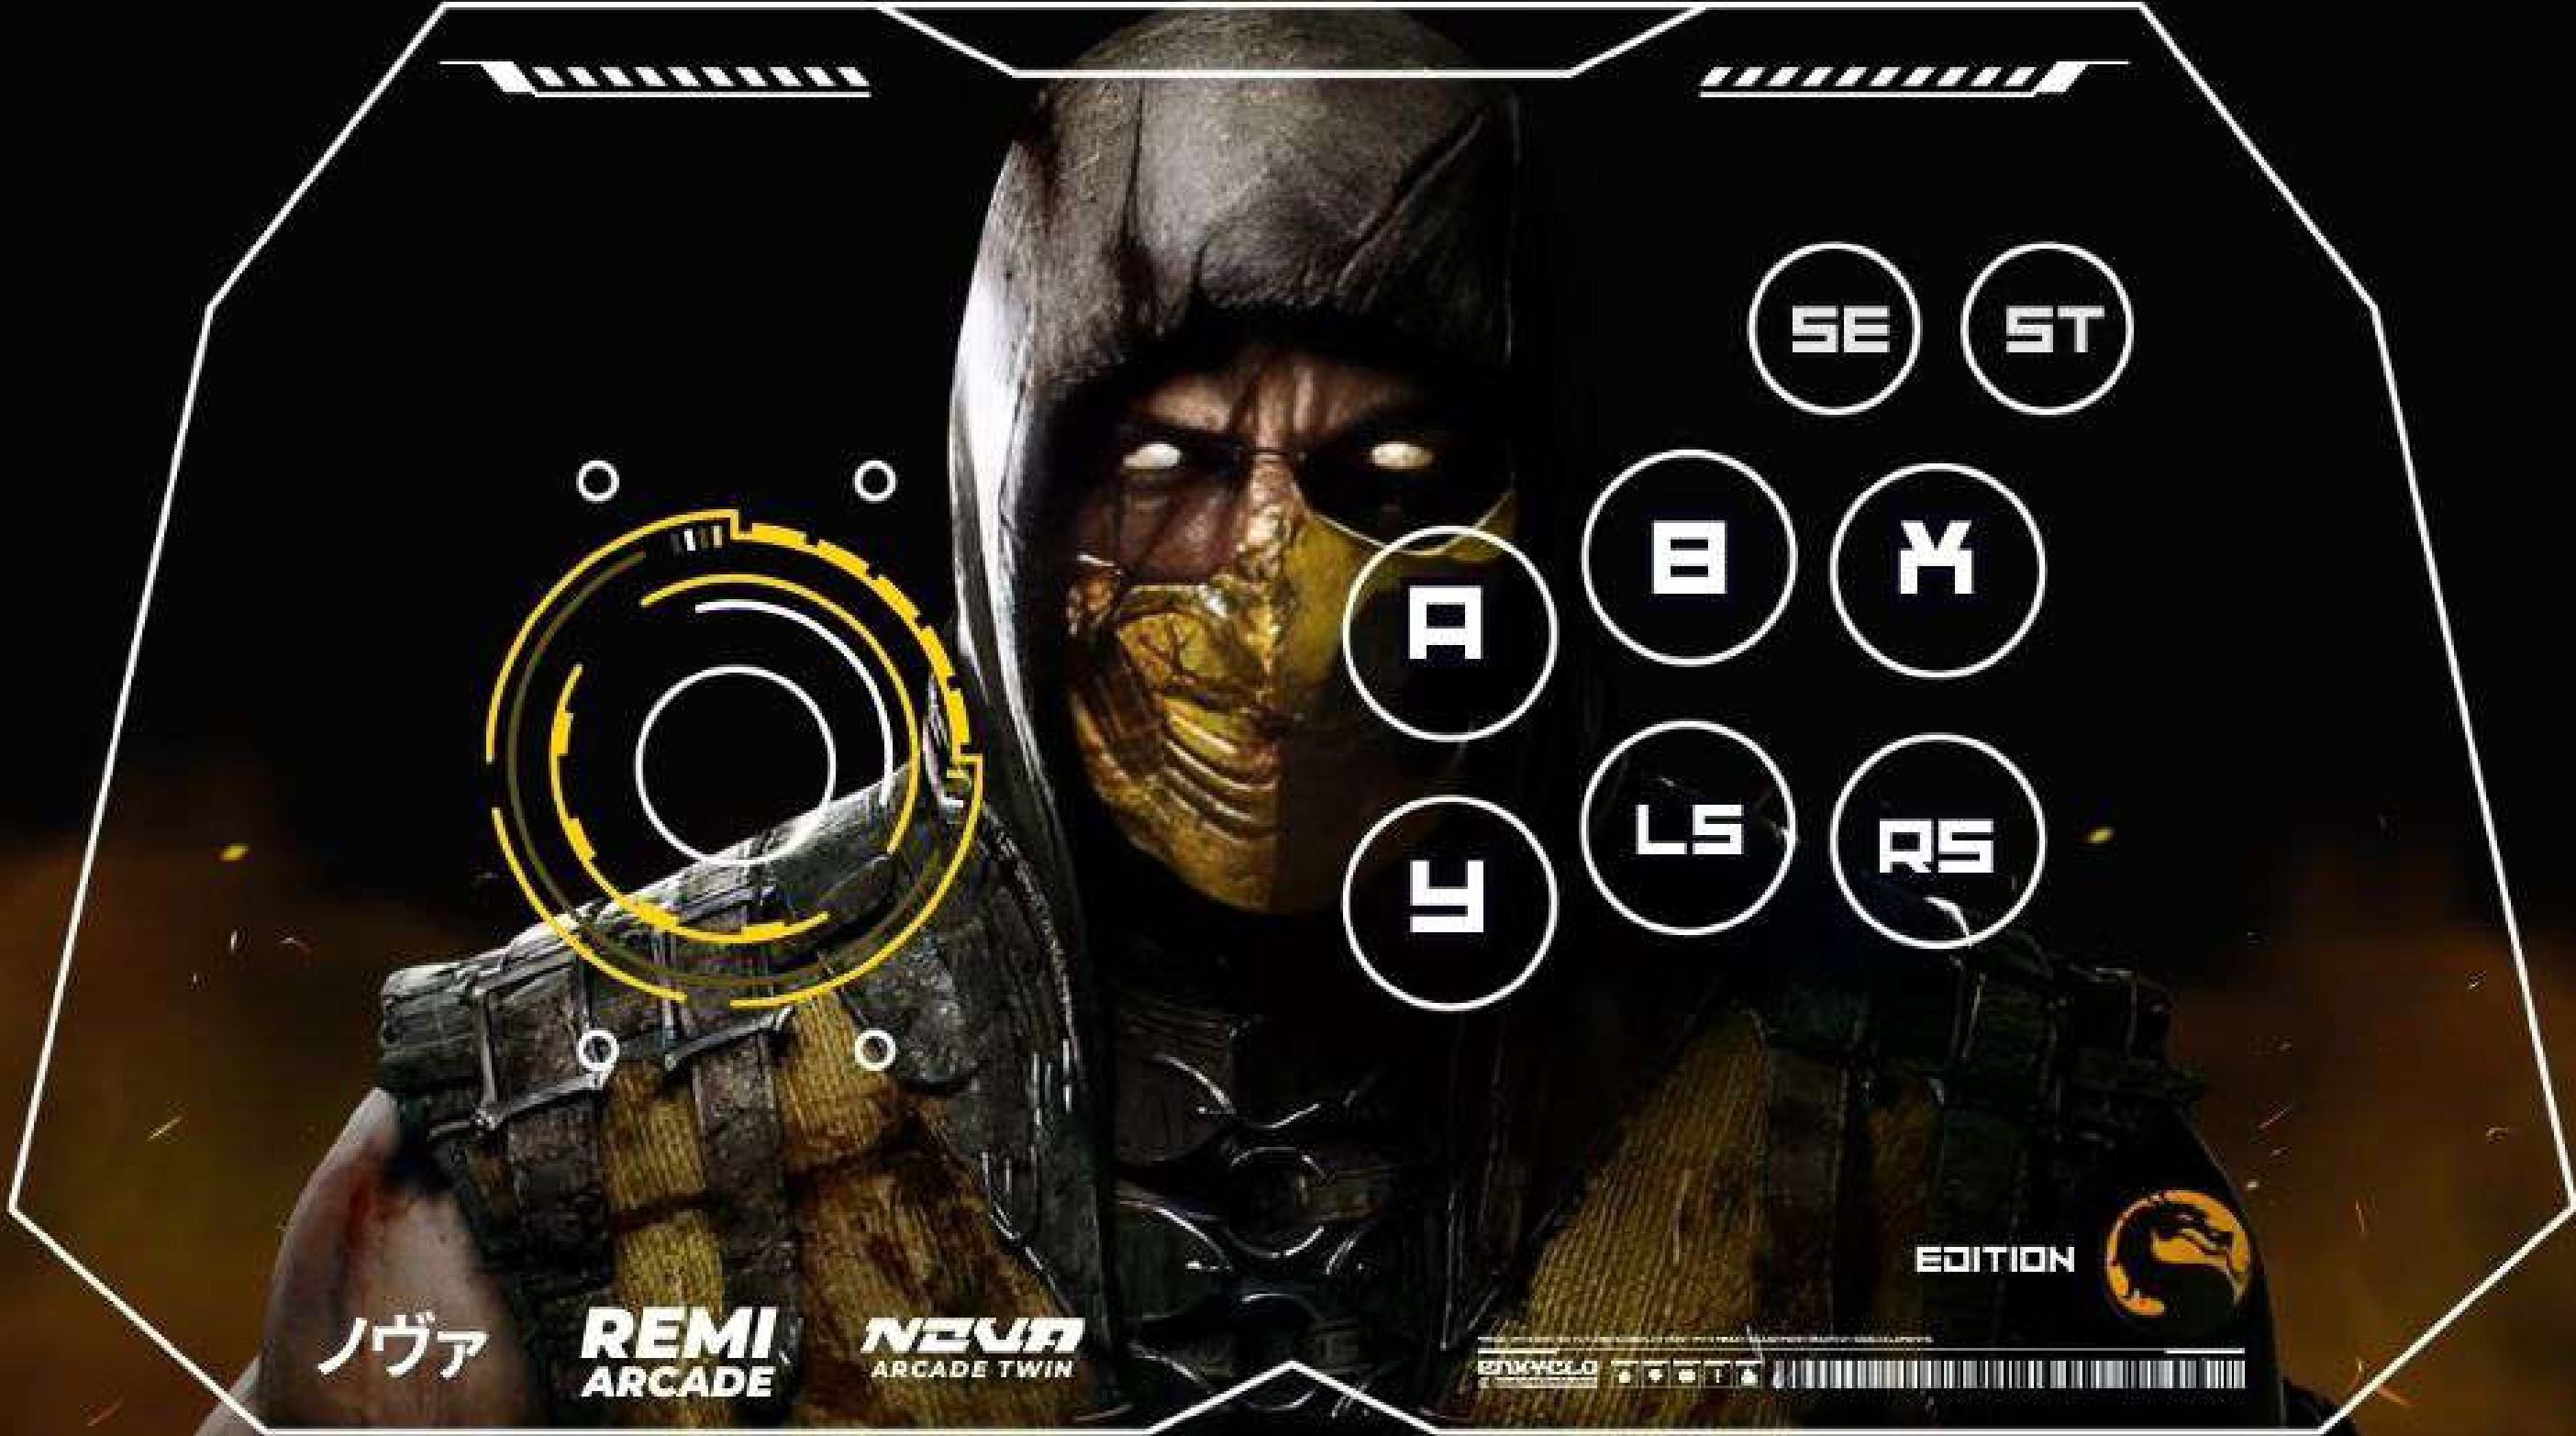 SE ST
A B X
Y LS RS
EDITION
ノヴァ
REMI
ARCADE
NOVA
ARCADE TWIN